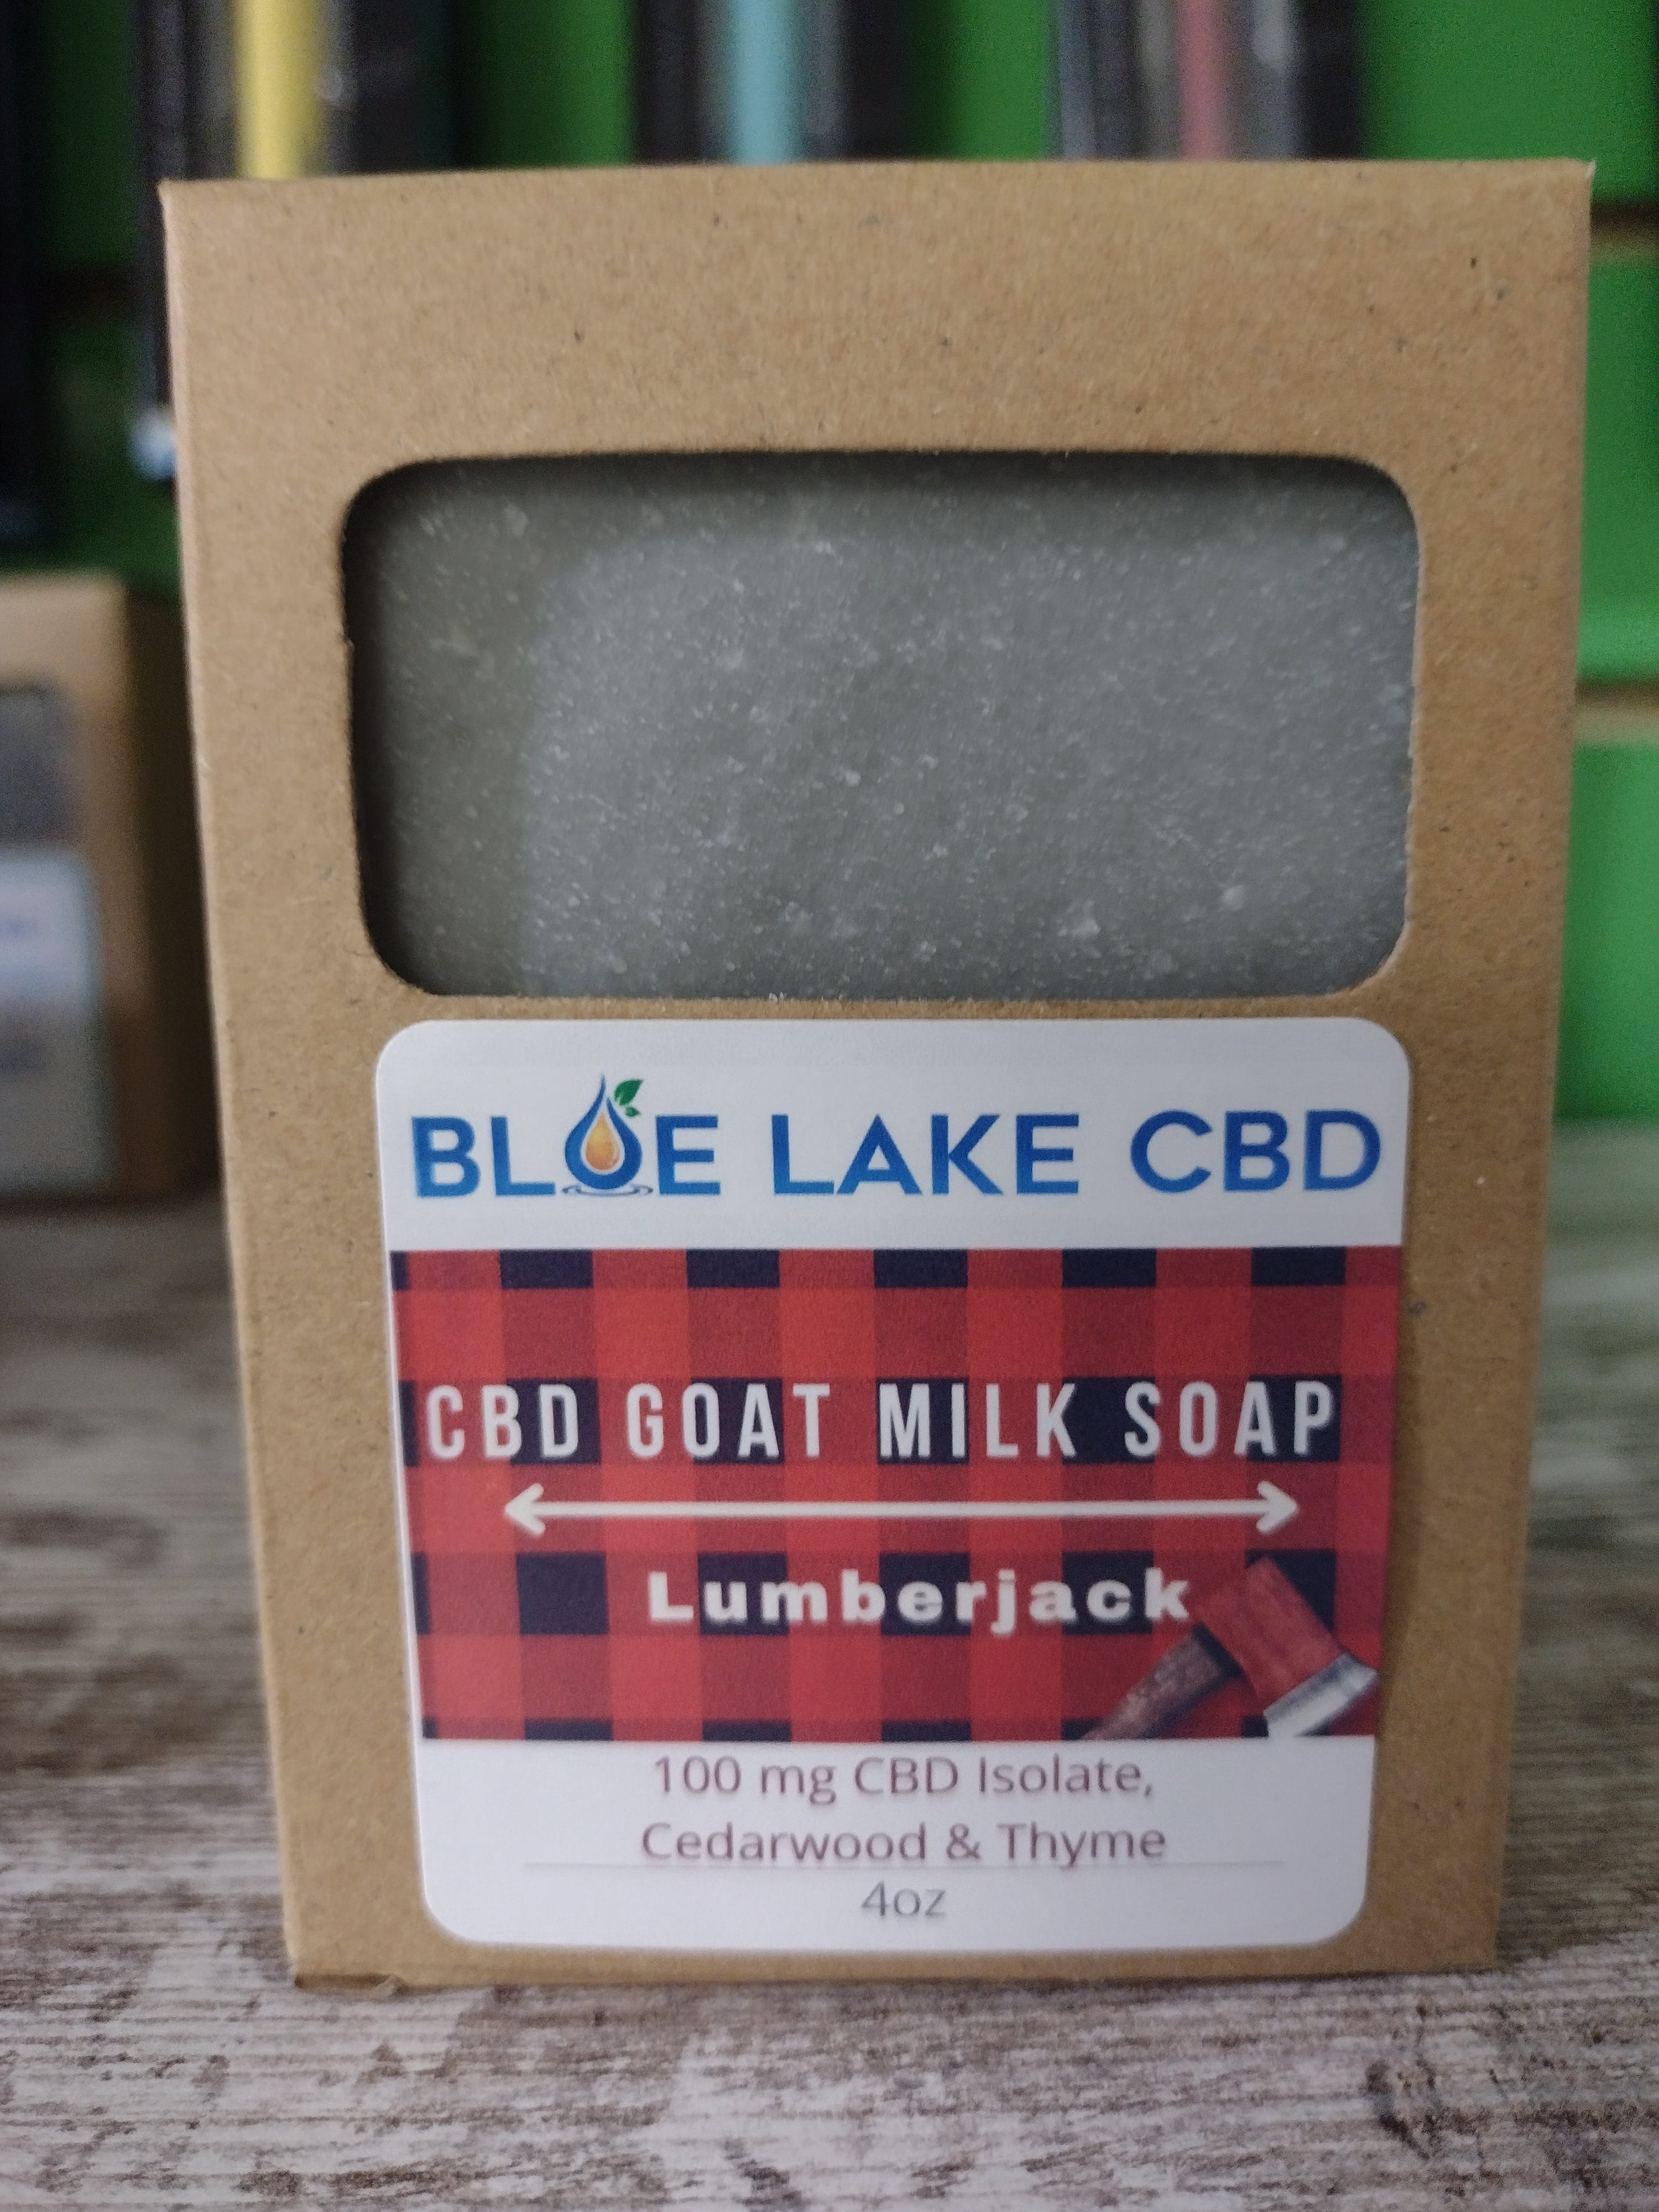 BLUE LAKE CBD
CBD GOAT MILK SOAP
Lumberjack
100 mg CBD Isolate,
Cedarwood & Thyme
4oz